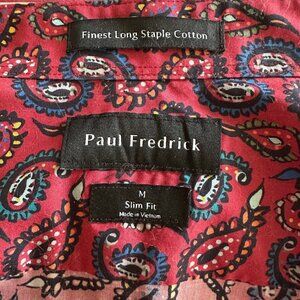 Finest Long Staple Cotton
Paul Fredrick
M
Slim Fit
Made in Vietnam